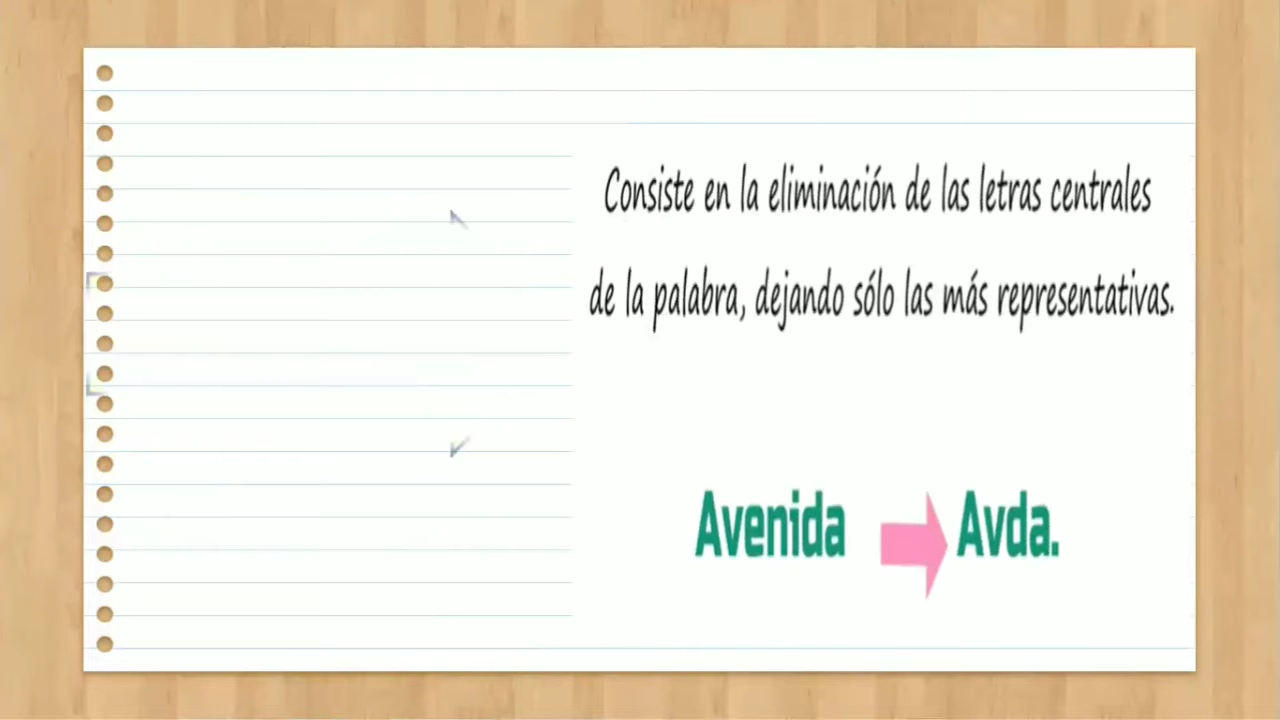 Consiste en la eliminación de las letras centrales
de la palabra, dejando sólo las más representativas.
Avenida Avda.